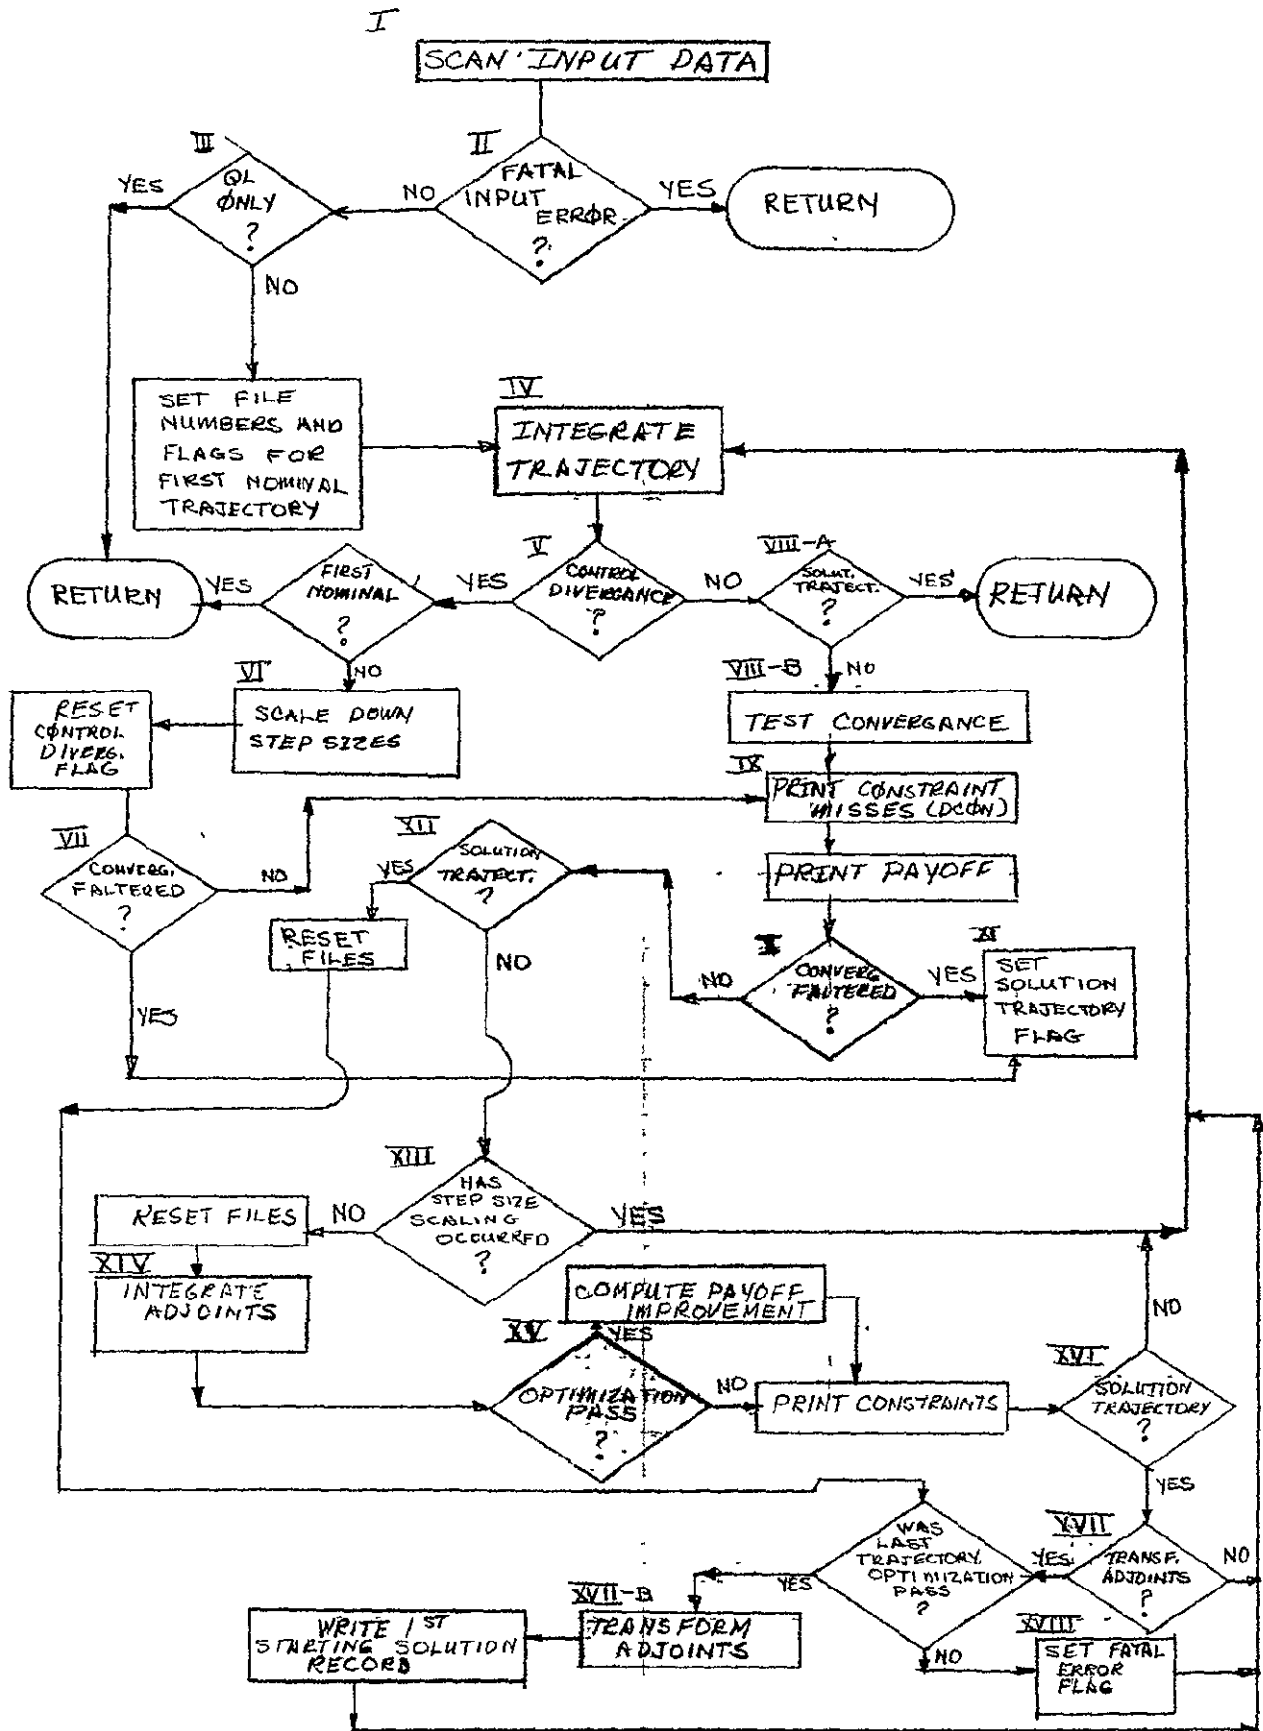 I
SCAN INPUT DATA
II
FATAL
INPUT
ERRØR
?
NO
YES
RETURN
III
QL
ØNLY
?
YES
NO
SET FILE
NUMBERS AND
FLAGS FOR
FIRST NOMINAL
TRAJECTORY
IV
INTEGRATE
TRAJECTORY
V
CØNTROL
DIVERGANCE
?
YES
NO
FIRST
NOMINAL
?
YES
NO
RETURN
VIII-A
SOLUT.
TRAJECT.
?
YES
RETURN
NO
VI
SCALE DOWN
STEP SIZES
RESET
CØNTROL
DIVERG.
FLAG
VIII-B
TEST CONVERGANCE
IX
PRINT CØNSTRAINT
MISSES (DCØN)
PRINT PAYOFF
VII
CØNVERG.
FALTERED
?
NO
YES
XII
SOLUTION
TRAJECT.
?
YES
NO
RESET
FILES
X
CONVERG
FALTERED
?
NO
YES
XI
SET
SOLUTION
TRAJECTORY
FLAG
XIII
HAS
STEP SIZE
SCALING
OCCURRED
?
NO
YES
RESET FILES
XIV
INTEGRATE
ADJOINTS
COMPUTE PAYOFF
IMPROVEMENT
XV
YES
OPTIMIZATION
PASS
?
NO
PRINT CONSTRAINTS
XVI
SOLUTION
TRAJECTORY
?
NO
YES
XVII
TRANSF.
ADJOINTS
?
YES
NO
WAS
LAST
TRAJECTORY
OPTIMIZATION
PASS
?
YES
NO
XVII-B
TRANSFORM
ADJOINTS
WRITE 1ST
STARTING SOLUTION
RECORD
XVIII
SET FATAL
ERROR
FLAG